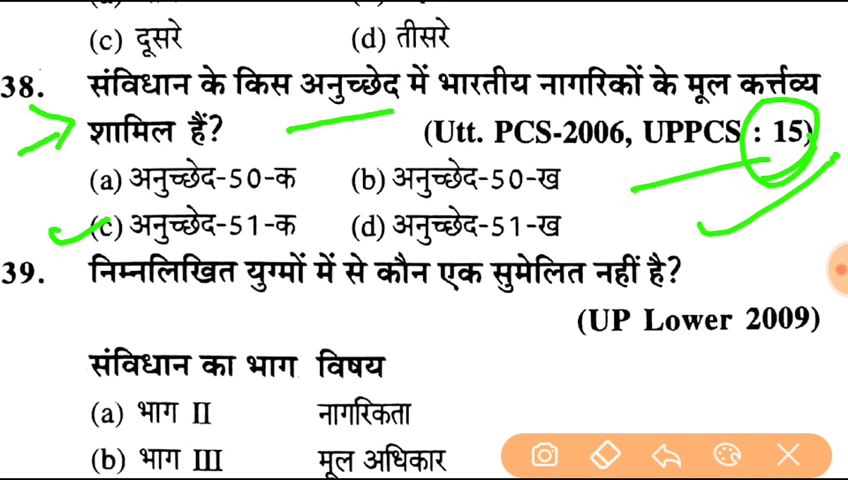 (c) दूसरे (d) तीसरे
38. संविधान के किस अनुच्छेद में भारतीय नागरिकों के मूल कर्त्तव्य
शामिल हैं? (Utt. PCS-2006, UPPCS : 15)
(a) अनुच्छेद-50-क (b) अनुच्छेद-50-ख
(c) अनुच्छेद-51-क (d) अनुच्छेद-51-ख
39. निम्नलिखित युग्मों में से कौन एक सुमेलित नहीं है?
(UP Lower 2009)
संविधान का भाग विषय
(a) भाग II नागरिकता
(b) भाग III मूल अधिकार